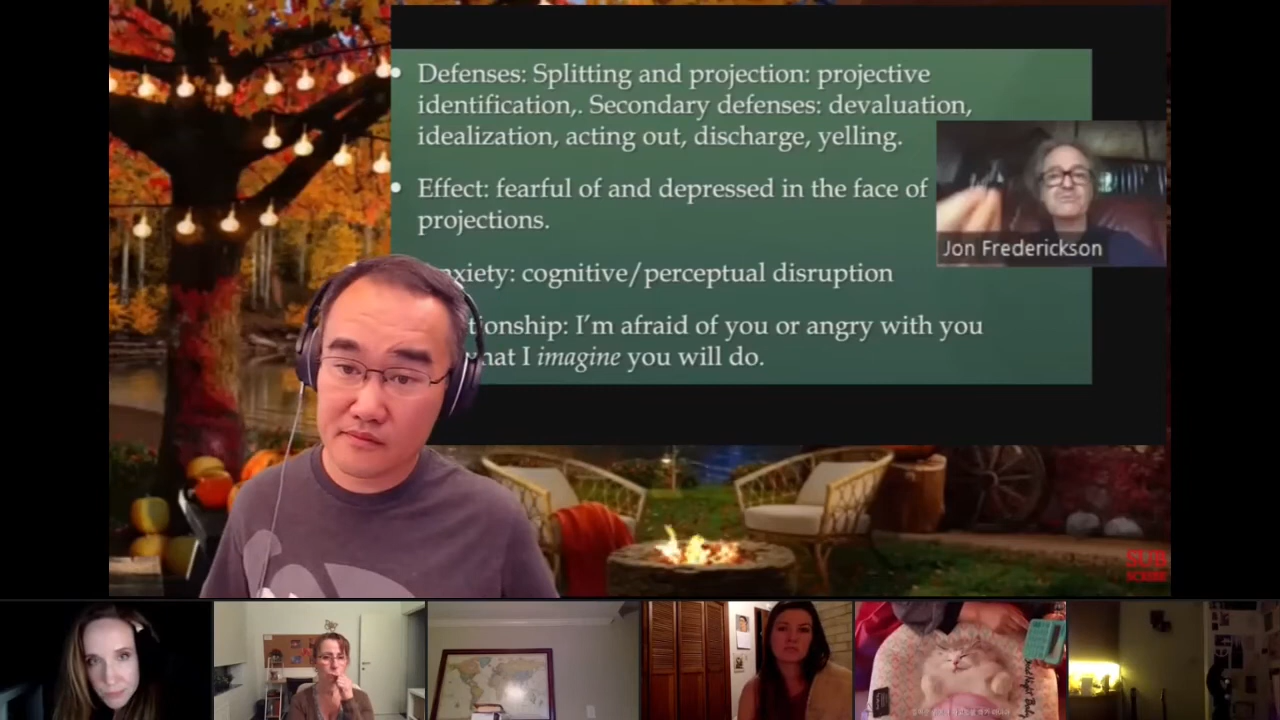 Defenses: Splitting and projection: projective
identification,. Secondary defenses: devaluation,
idealization, acting out, discharge, yelling.
Effect: fearful of and depressed in the face of
projections.
nxiety: cognitive/perceptual disruption
tionship: I'm afraid of you or angry with you
hat I imagine you will do.
Jon Frederickson
SUB
SCRIBE